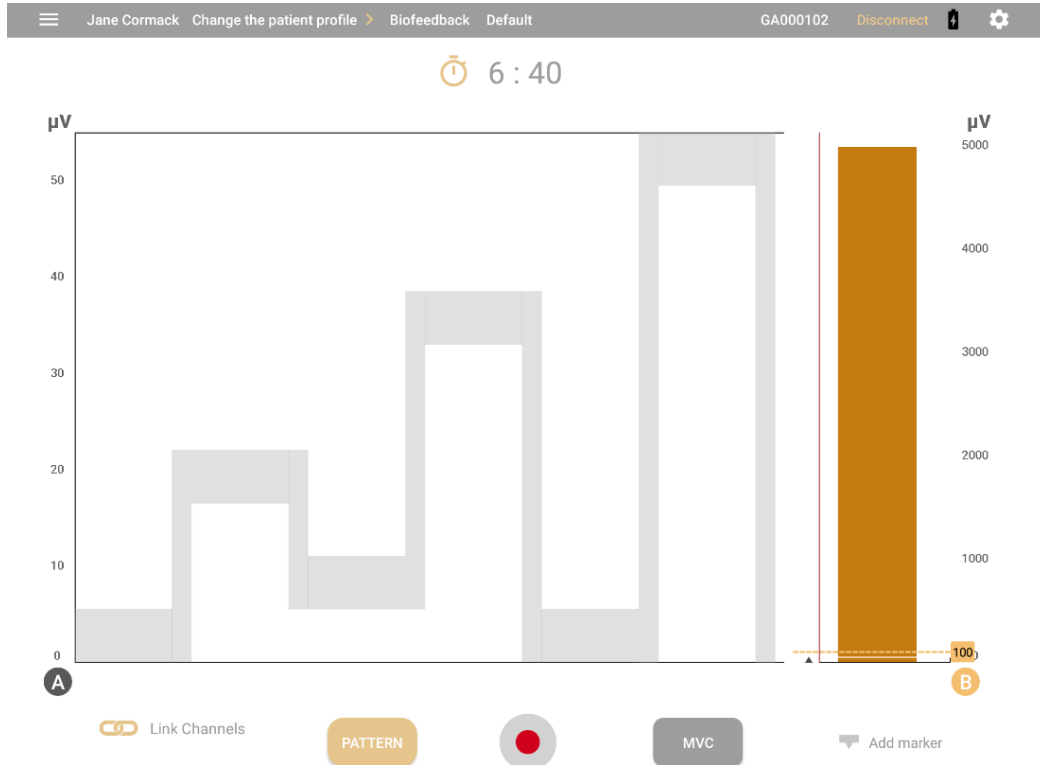 Jane Cormack Change the patient profile > Biofeedback Default GA000102 Disconnect
6 : 40
µV µV
5000
50
4000
40
3000
30
2000
20
1000
10
0 100
A B
Link Channels PATTERN MVC Add marker